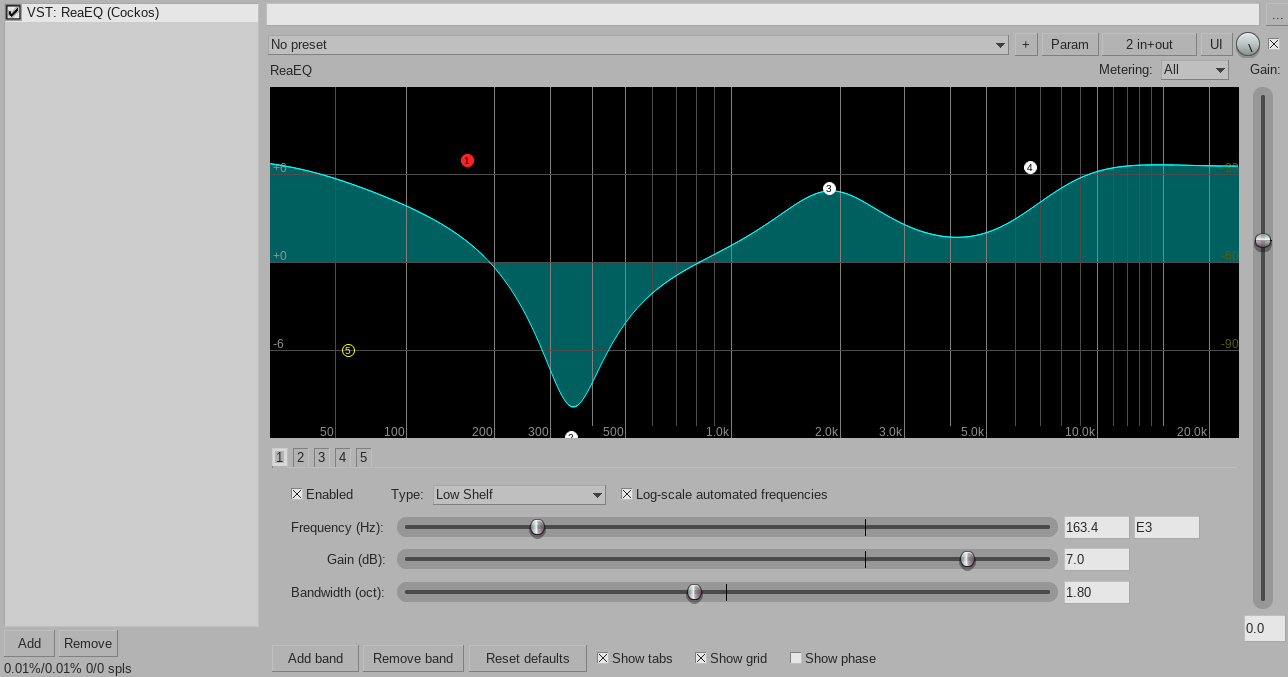 VST: ReaEQ (Cockos)
...
No preset
+
Param
2 in+out
UI
ReaEQ
Metering:
All
Gain:
1
4
+6
3
+0
5
-6
-90
2
50
100
200
300
500
1.0k
2.0k
3.0k
5.0k
10.0k
20.0k
1 2 3 4 5
Enabled
Type:
Low Shelf
Log-scale automated frequencies
Frequency (Hz):
163.4
E3
Gain (dB):
7.0
Bandwidth (oct):
1.80
0.0
Add
Remove
Add band
Remove band
Reset defaults
Show tabs
Show grid
Show phase
0.01%/0.01% 0/0 spls